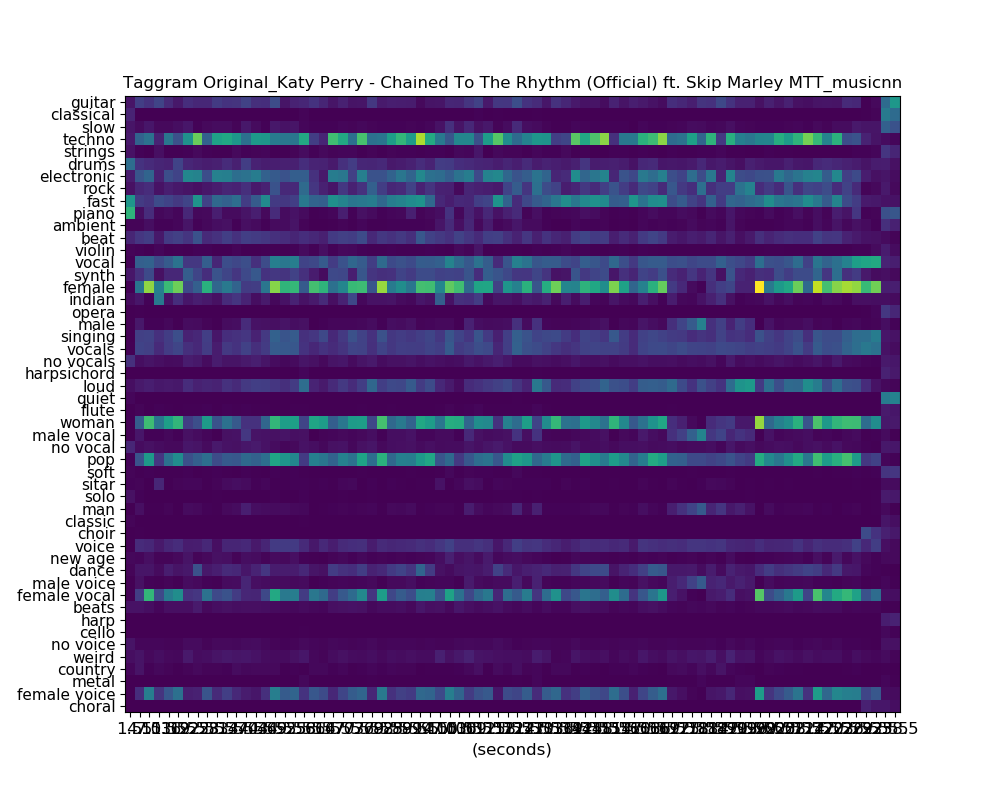 Taggram Original_Katy Perry - Chained To The Rhythm (Official) ft. Skip Marley MTT_musicnn
guitar
classical
slow
techno
strings
drums
electronic
rock
fast
piano
ambient
beat
violin
vocal
synth
female
indian
opera
male
singing
vocals
no vocals
harpsichord
loud
quiet
flute
woman
male vocal
no vocal
pop
soft
sitar
solo
man
classic
choir
voice
new age
dance
male voice
female vocal
beats
harp
cello
no voice
weird
country
metal
female voice
choral
(seconds)